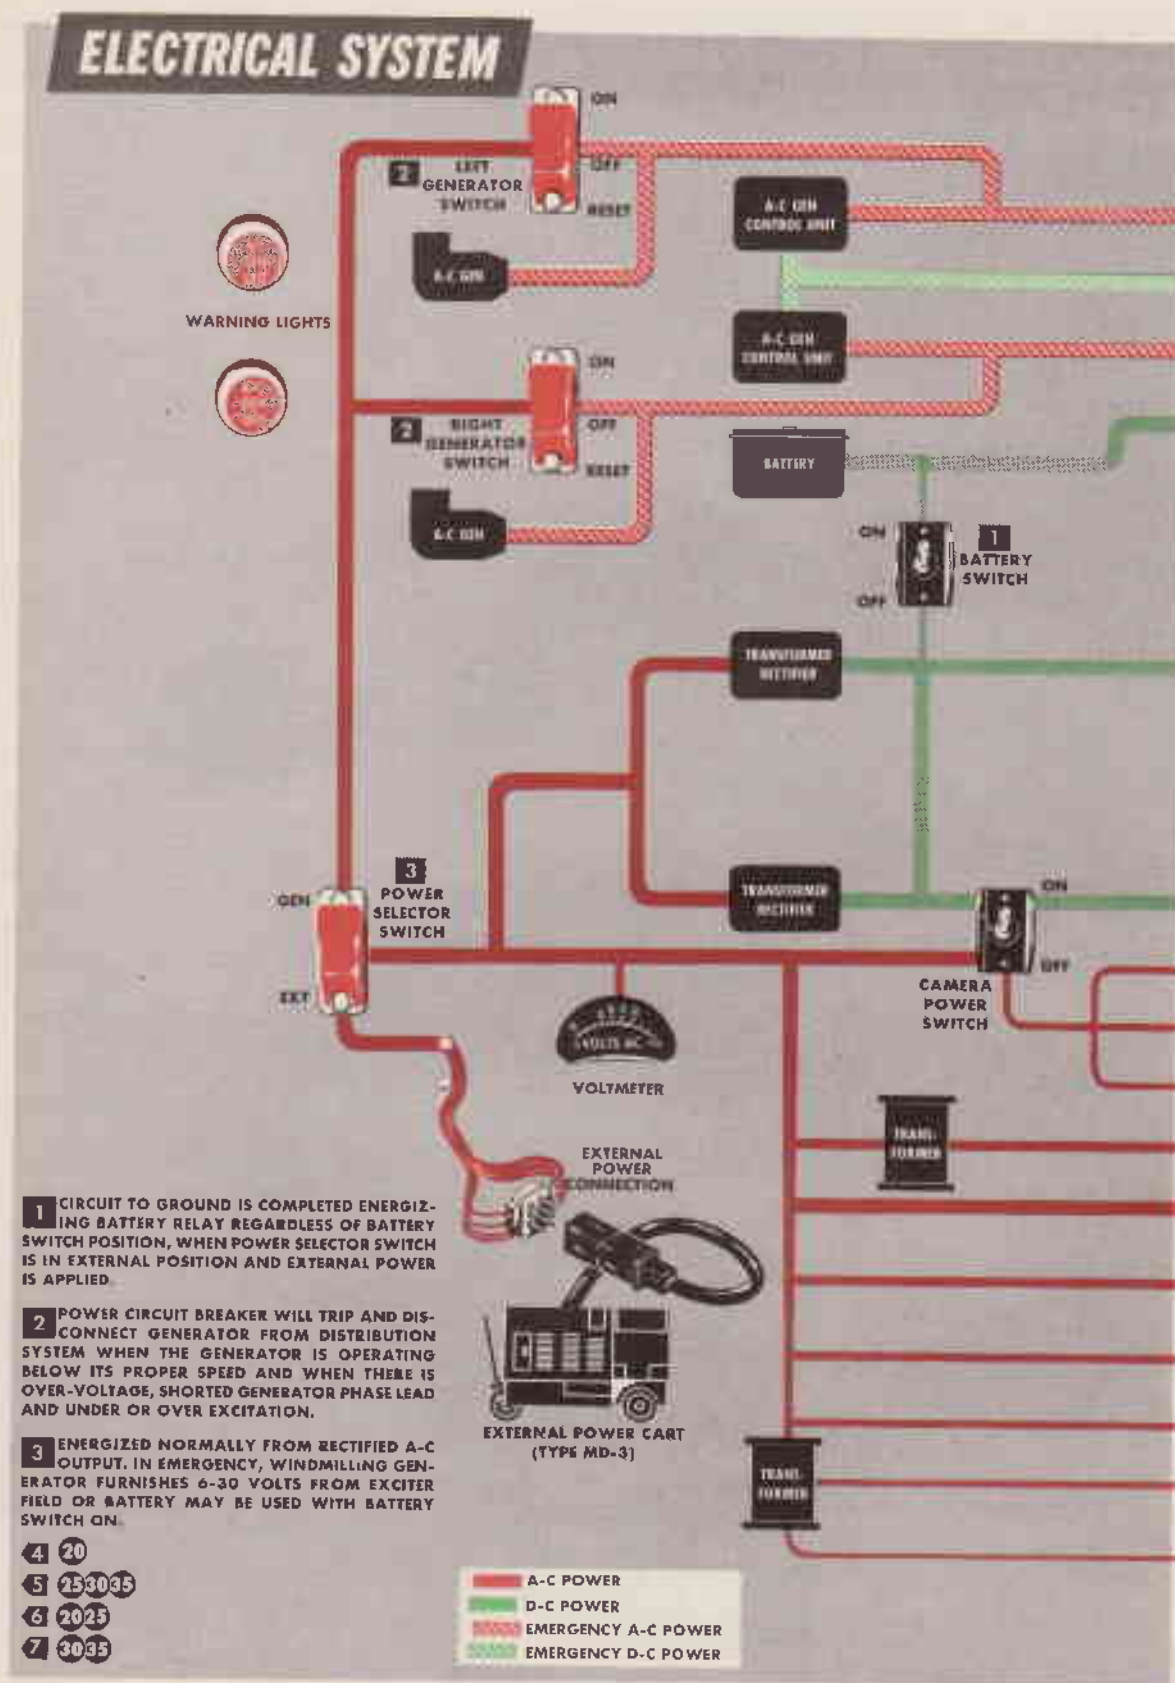 ELECTRICAL SYSTEM
ON
OFF
RESET
2
LEFT
GENERATOR
SWITCH
A-C GEN
A-C GEN
CONTROL UNIT
WARNING LIGHTS
A-C GEN
CONTROL UNIT
ON
OFF
RESET
2
RIGHT
GENERATOR
SWITCH
A-C GEN
BATTERY
ON
OFF
1
BATTERY
SWITCH
TRANSFORMER
RECTIFIER
3
POWER
SELECTOR
SWITCH
GEN
EXT
TRANSFORMER
RECTIFIER
ON
OFF
CAMERA
POWER
SWITCH
VOLTS AC
VOLTMETER
TRANS-
FORMER
EXTERNAL
POWER
CONNECTION
EXTERNAL POWER CART
(TYPE MD-3)
TRANS-
FORMER
1 CIRCUIT TO GROUND IS COMPLETED ENERGIZ-
ING BATTERY RELAY REGARDLESS OF BATTERY
SWITCH POSITION, WHEN POWER SELECTOR SWITCH
IS IN EXTERNAL POSITION AND EXTERNAL POWER
IS APPLIED.
2 POWER CIRCUIT BREAKER WILL TRIP AND DIS-
CONNECT GENERATOR FROM DISTRIBUTION
SYSTEM WHEN THE GENERATOR IS OPERATING
BELOW ITS PROPER SPEED AND WHEN THERE IS
OVER-VOLTAGE, SHORTED GENERATOR PHASE LEAD
AND UNDER OR OVER EXCITATION.
3 ENERGIZED NORMALLY FROM RECTIFIED A-C
OUTPUT. IN EMERGENCY, WINDMILLING GEN-
ERATOR FURNISHES 6-30 VOLTS FROM EXCITER
FIELD OR BATTERY MAY BE USED WITH BATTERY
SWITCH ON.
4 20
5 25 30 35
6 20 25
7 30 35
A-C POWER
D-C POWER
EMERGENCY A-C POWER
EMERGENCY D-C POWER